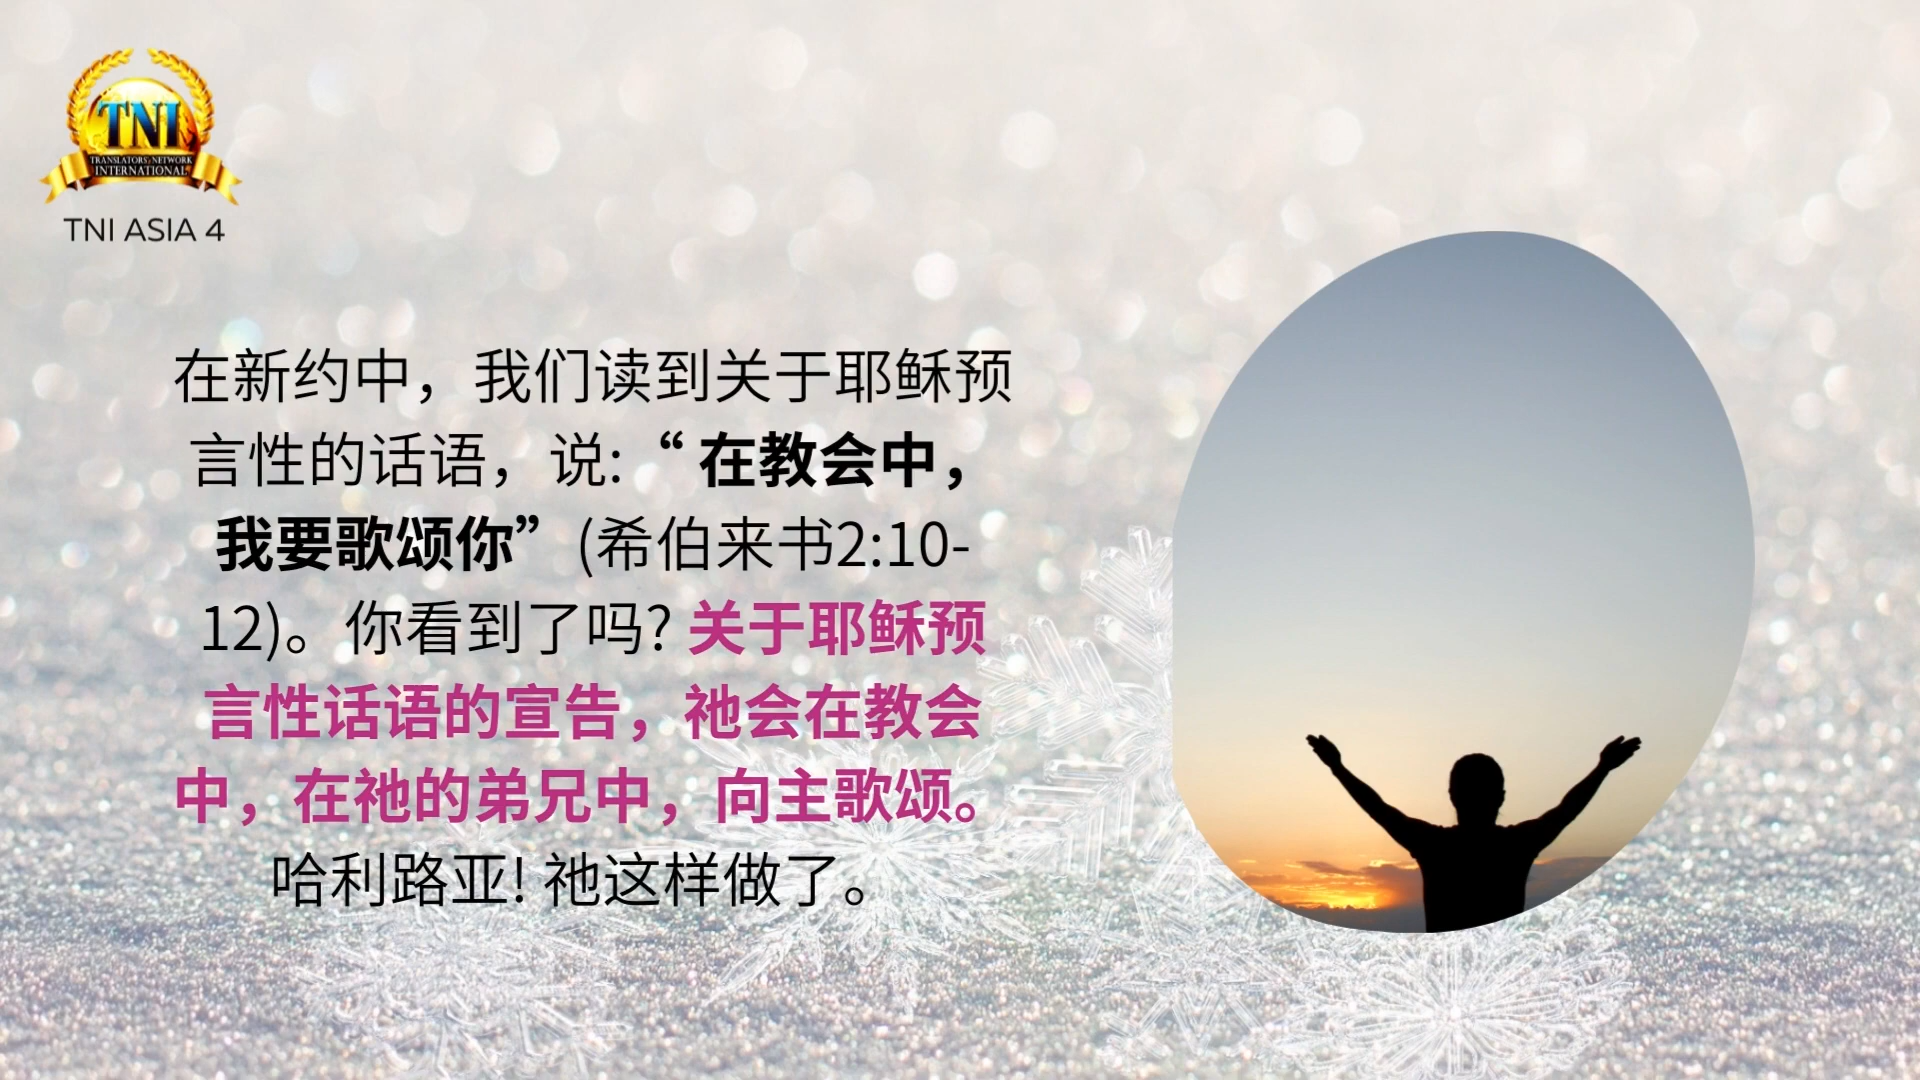 TNI
TRANSLATORS' NETWORK
INTERNATIONAL
TNI ASIA 4
在新约中，我们读到关于耶稣预
言性的话语，说:“ 在教会中，
我要歌颂你”(希伯来书2:10-
12)。你看到了吗? 关于耶稣预
言性话语的宣告，祂会在教会
中，在祂的弟兄中，向主歌颂。
哈利路亚! 祂这样做了。